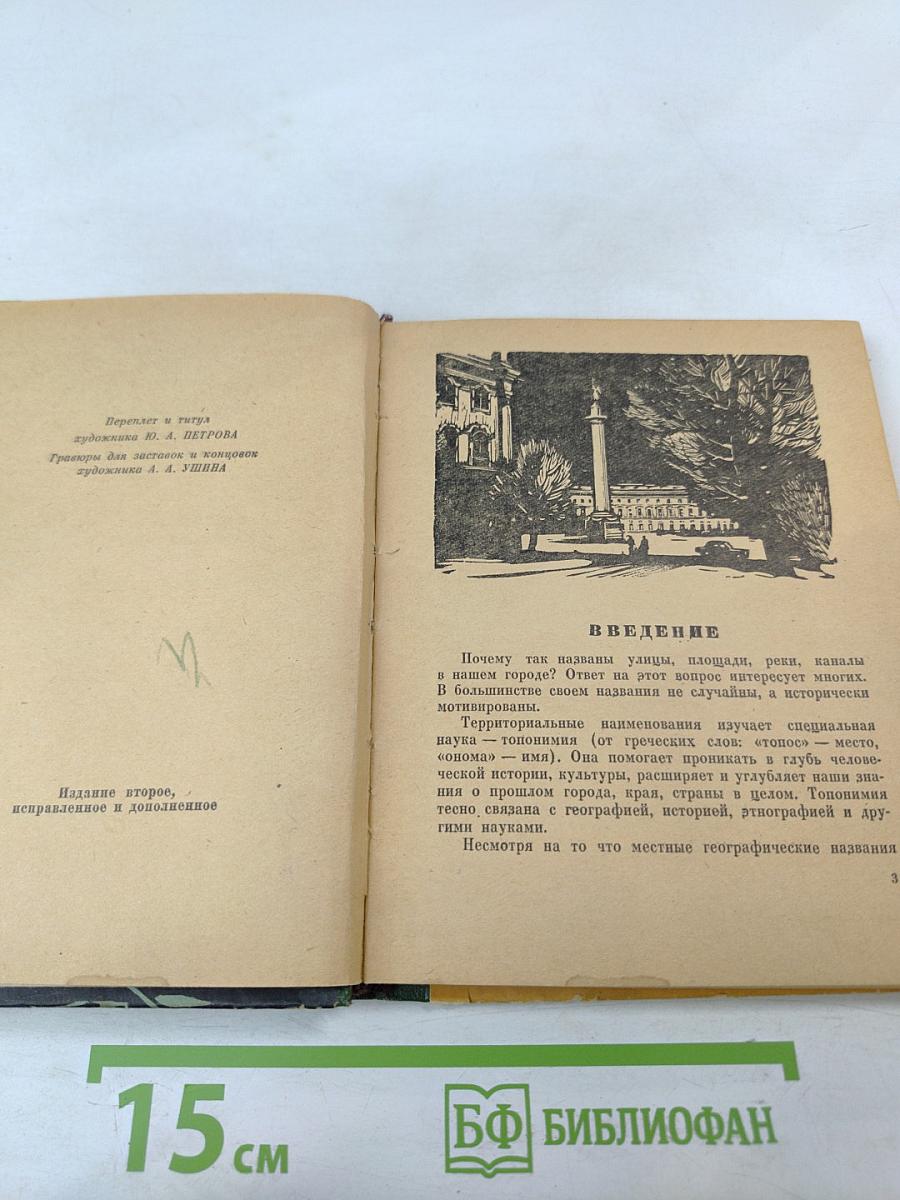 Переплет и титул
художника Ю. А. ПЕТРОВА
Гравюры для заставок и концовок
художника А. А. УШИНА
Издание второе,
исправленное и дополненное
ВВЕДЕНИЕ
Почему так названы улицы, площади, реки, каналы
в нашем городе? Ответ на этот вопрос интересует многих.
В большинстве своем названия не случайны, а исторически
мотивированы.
Территориальные наименования изучает специальная
наука — топонимия (от греческих слов: «топос» — место,
«онома» — имя). Она помогает проникать в глубь челове-
ческой истории, культуры, расширяет и углубляет наши зна-
ния о прошлом города, края, страны в целом. Топонимия
тесно связана с географией, историей, этнографией и дру-
гими науками.
Несмотря на то что местные географические названия
3
15 см
БФ БИБЛИОФАН